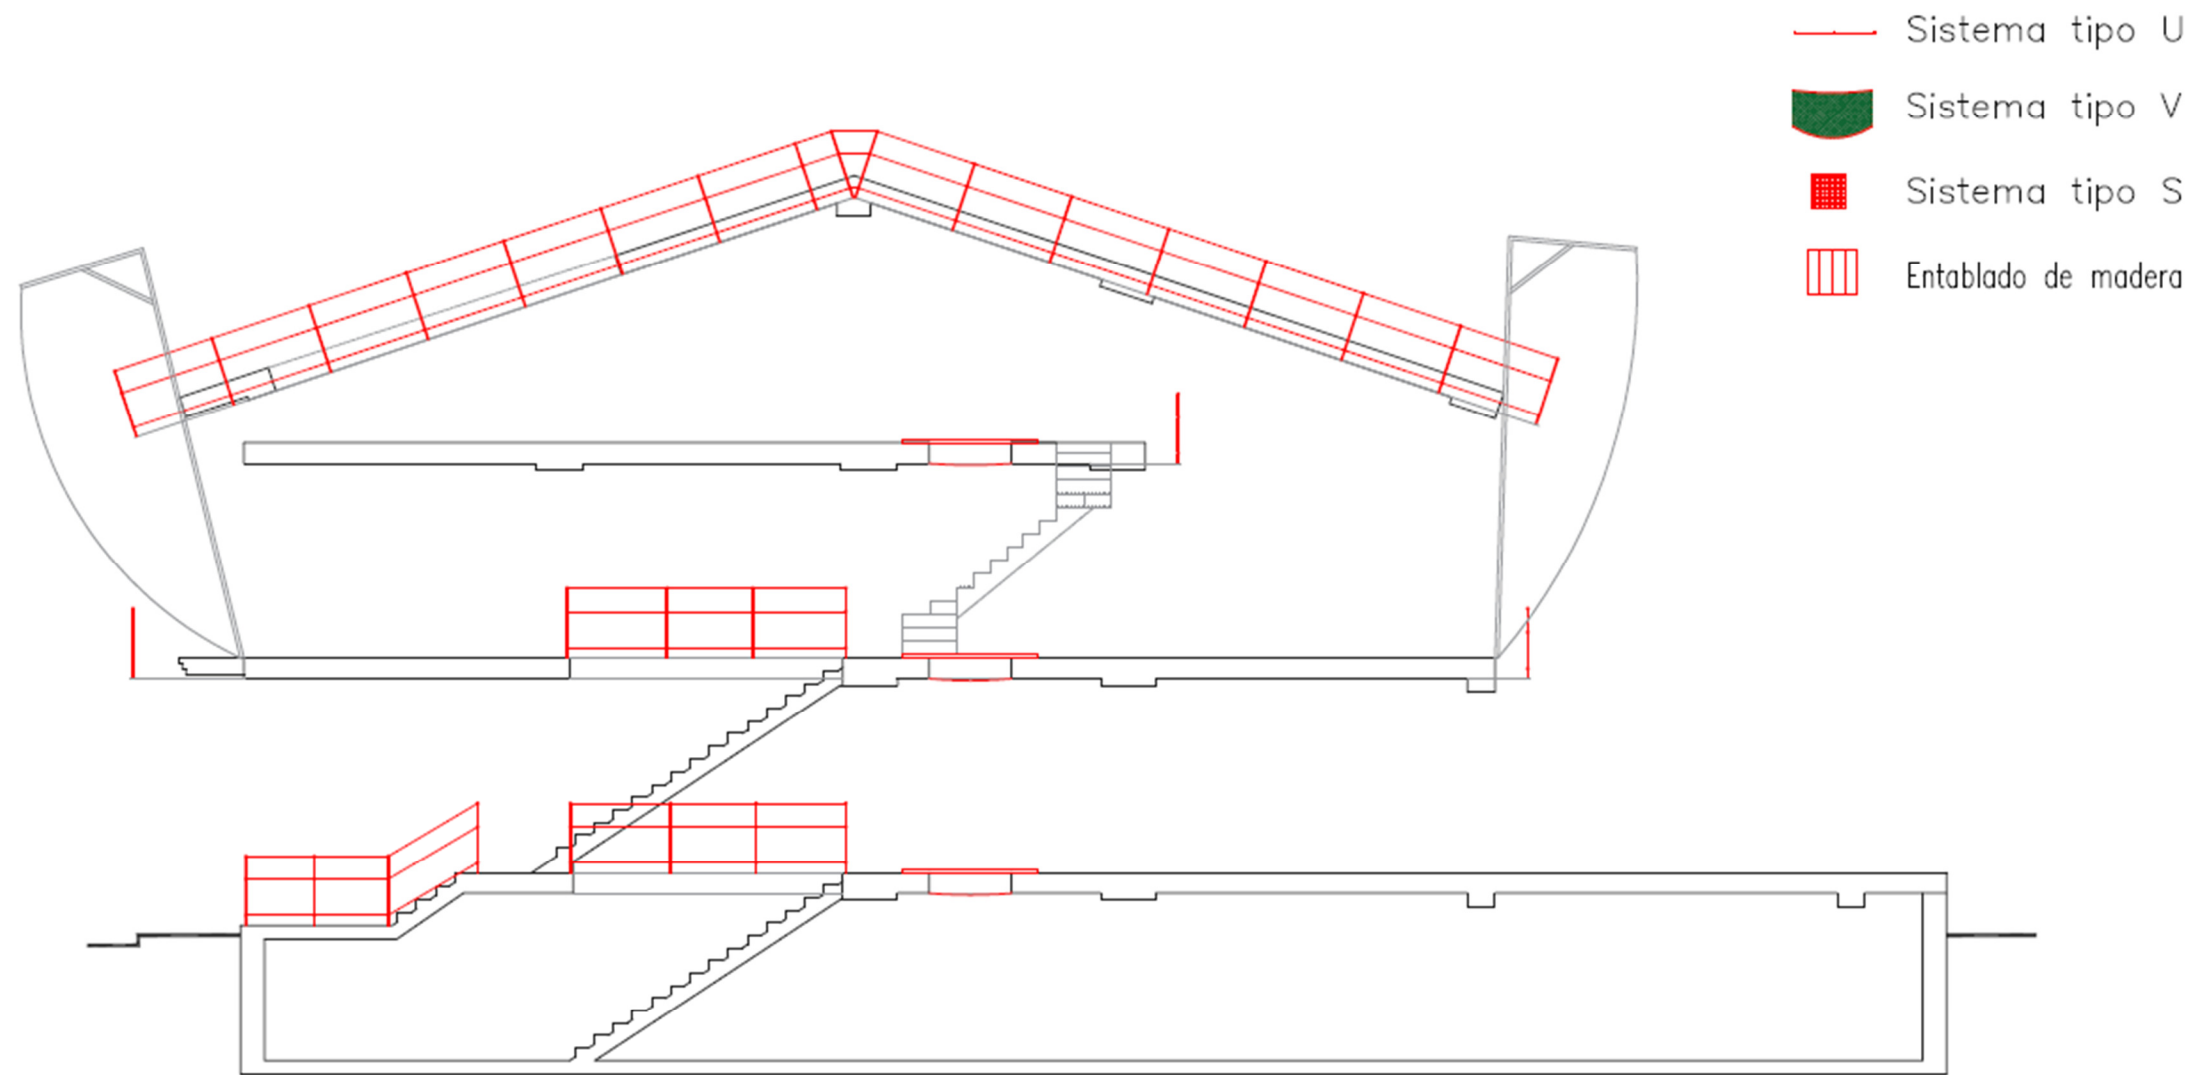 Sistema tipo U
Sistema tipo V
Sistema tipo S
Entablado de madera